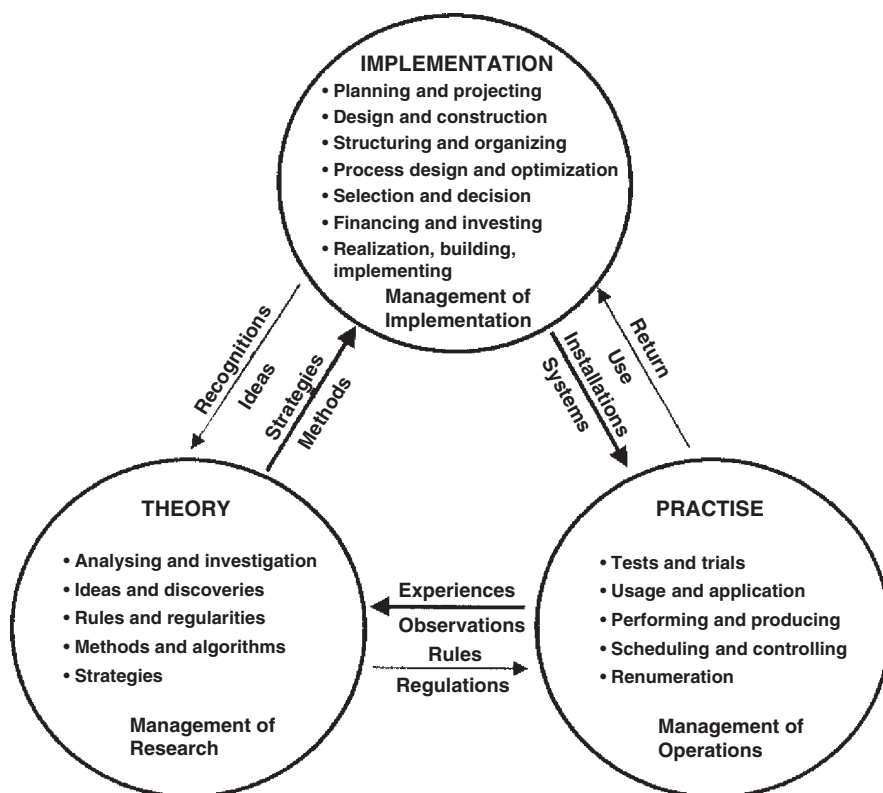 IMPLEMENTATION
• Planning and projecting
• Design and construction
• Structuring and organizing
• Process design and optimization
• Selection and decision
• Financing and investing
• Realization, building,
implementing
Management of
Implementation
Recognitions
Ideas
Strategies
Methods
Return
Use
Installations
Systems
THEORY
• Analysing and investigation
• Ideas and discoveries
• Rules and regularities
• Methods and algorithms
• Strategies
Management of
Research
Experiences
Observations
Rules
Regulations
PRACTISE
• Tests and trials
• Usage and application
• Performing and producing
• Scheduling and controlling
• Renumeration
Management of
Operations